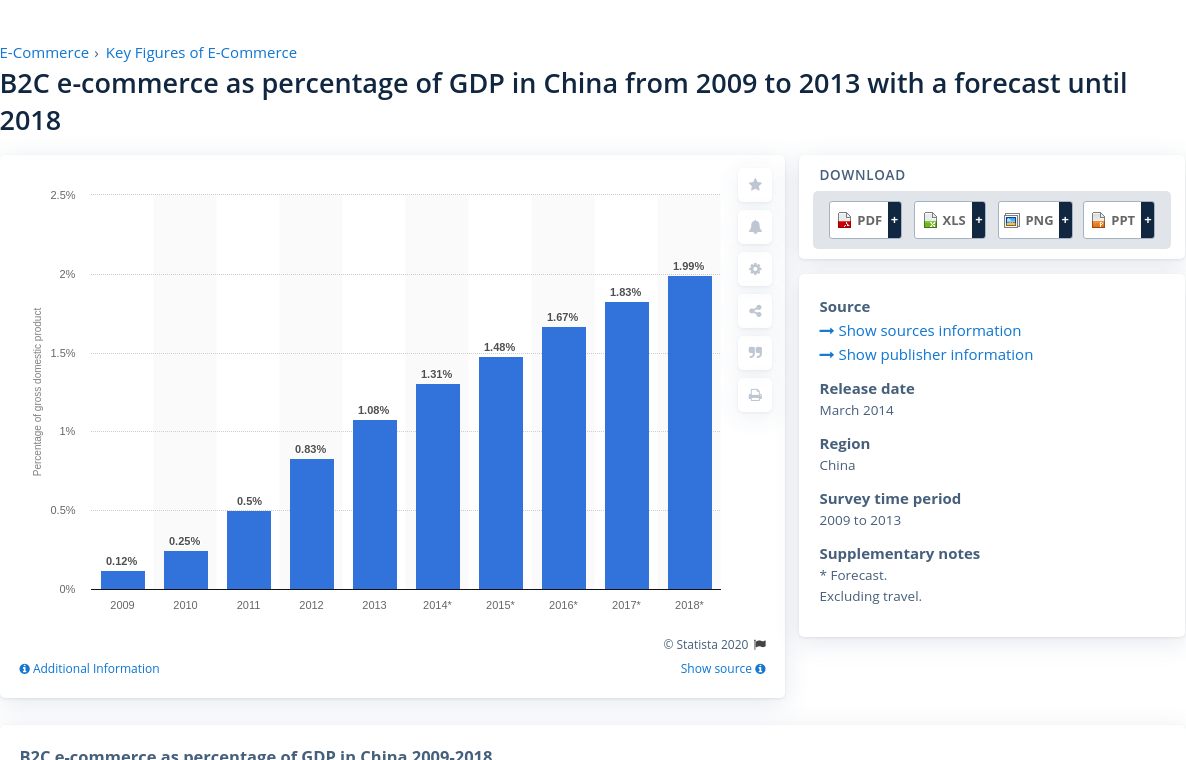 E-Commerce › Key Figures of E-Commerce
B2C e-commerce as percentage of GDP in China from 2009 to 2013 with a forecast until
2018
2.5%
2%
1.5%
1%
0.5%
0%
Percentage of gross domestic product
0.12%
0.25%
0.5%
0.83%
1.08%
1.31%
1.48%
1.67%
1.83%
1.99%
2009
2010
2011
2012
2013
2014*
2015*
2016*
2017*
2018*
© Statista 2020
Additional Information
Show source
DOWNLOAD
PDF +
XLS +
PNG +
PPT +
Source
Show sources information
Show publisher information
Release date
March 2014
Region
China
Survey time period
2009 to 2013
Supplementary notes
* Forecast.
Excluding travel.
B2C e-commerce as percentage of GDP in China 2009-2018